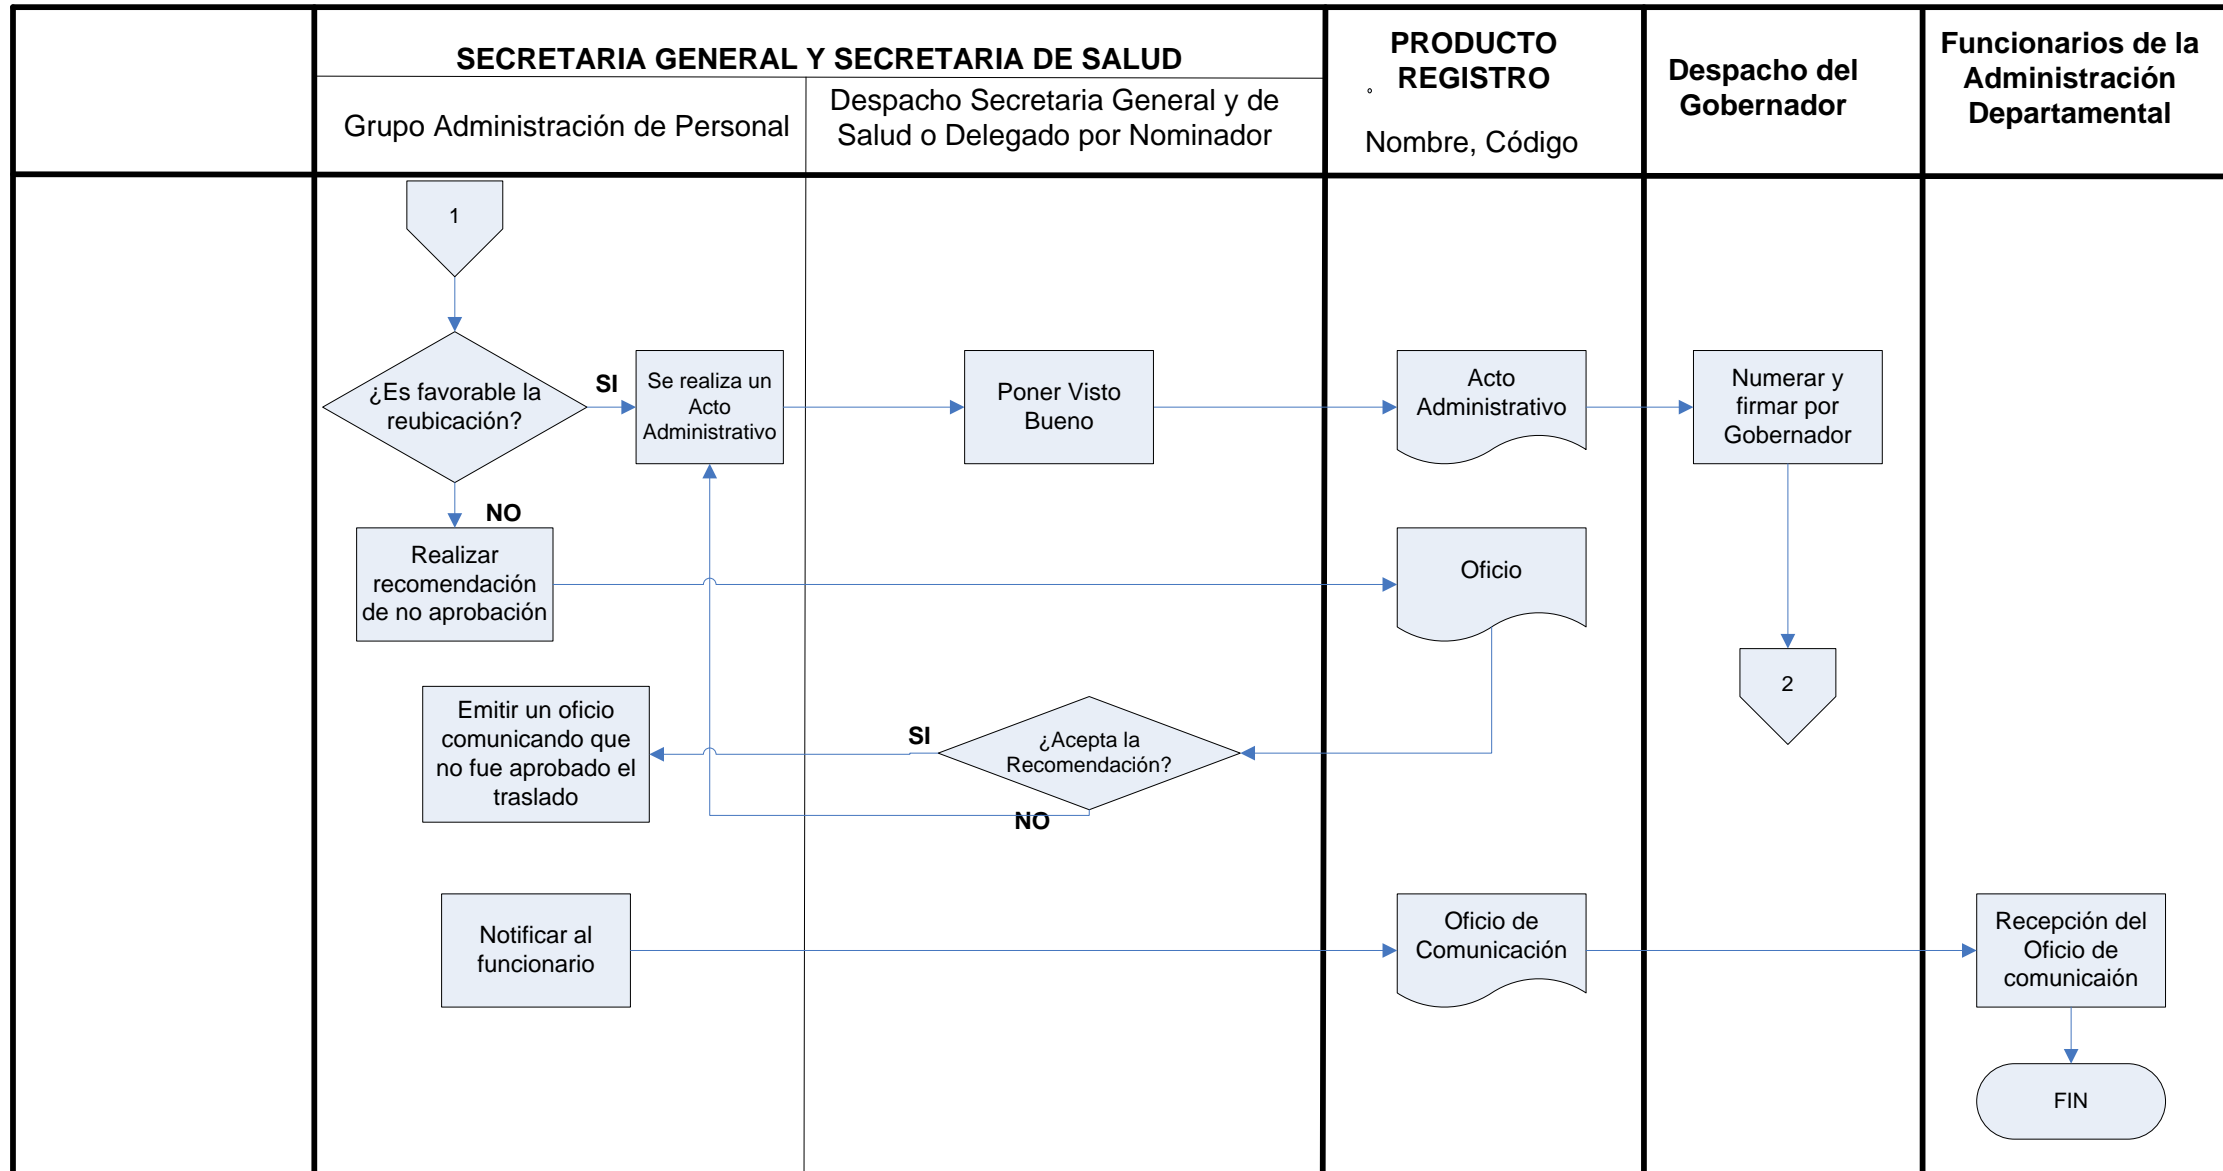 SECRETARIA GENERAL Y SECRETARIA DE SALUD
Grupo Administración de Personal
Despacho Secretaria General y de
Salud o Delegado por Nominador
PRODUCTO
REGISTRO
Nombre, Código
Despacho del
Gobernador
Funcionarios de la
Administración
Departamental
1
¿Es favorable la
reubicación?
SI
Se realiza un
Acto
Administrativo
Poner Visto
Bueno
Acto
Administrativo
Numerar y
firmar por
Gobernador
NO
Realizar
recomendación
de no aprobación
Oficio
2
Emitir un oficio
comunicando que
no fue aprobado el
traslado
SI
¿Acepta la
Recomendación?
NO
Notificar al
funcionario
Oficio de
Comunicación
Recepción del
Oficio de
comunicaión
FIN